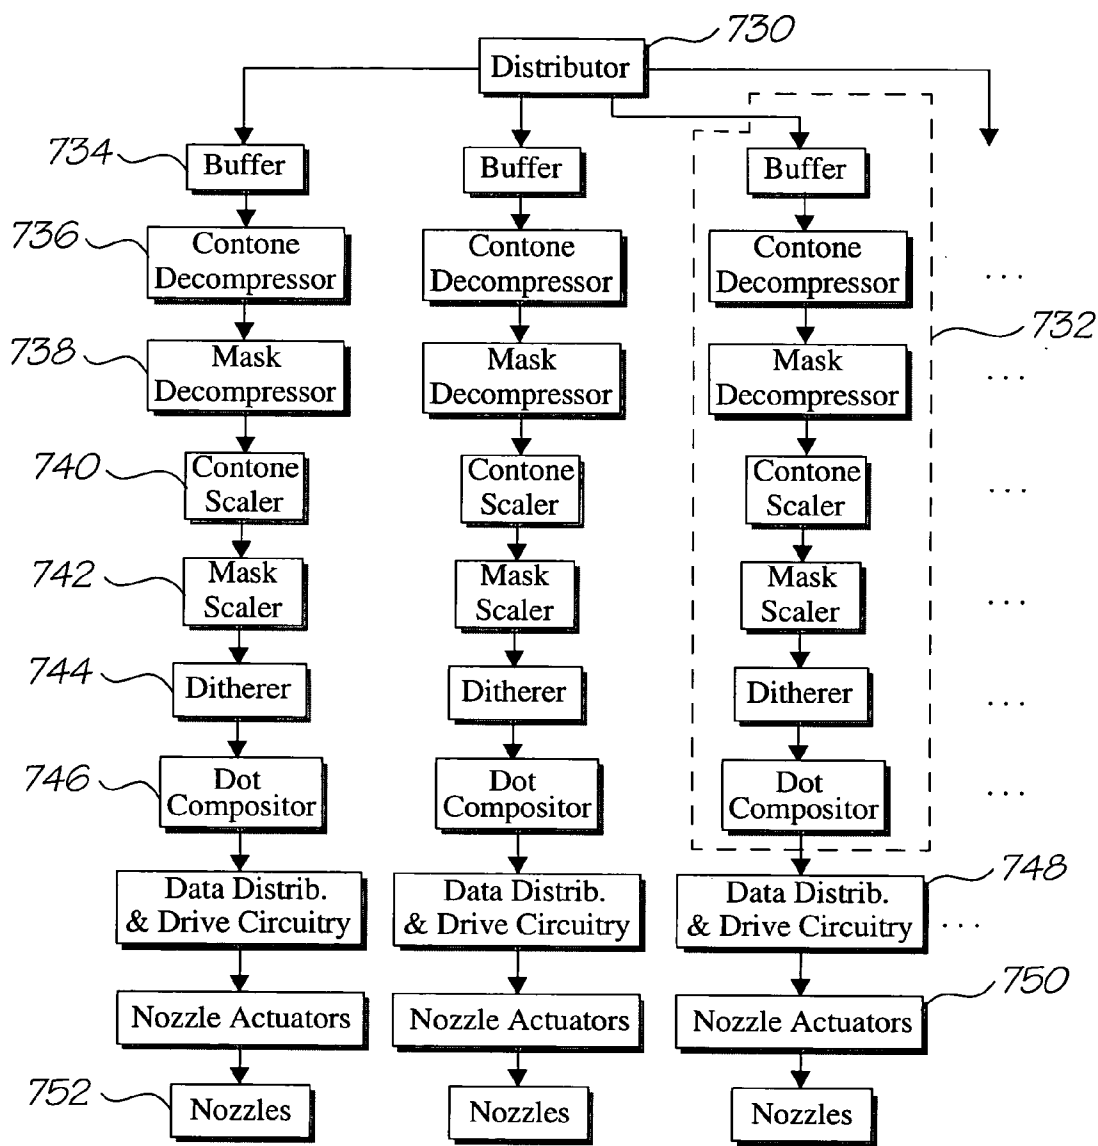 730
Distributor
734
Buffer
Buffer
Buffer
736
Contone
Decompressor
Contone
Decompressor
Contone
Decompressor
...
732
738
Mask
Decompressor
Mask
Decompressor
Mask
Decompressor
...
740
Contone
Scaler
Contone
Scaler
Contone
Scaler
...
742
Mask
Scaler
Mask
Scaler
Mask
Scaler
...
744
Ditherer
Ditherer
Ditherer
...
746
Dot
Compositor
Dot
Compositor
Dot
Compositor
...
Data Distrib.
& Drive Circuitry
Data Distrib.
& Drive Circuitry
Data Distrib.
& Drive Circuitry
748
...
Nozzle Actuators
Nozzle Actuators
Nozzle Actuators
750
752
Nozzles
Nozzles
Nozzles